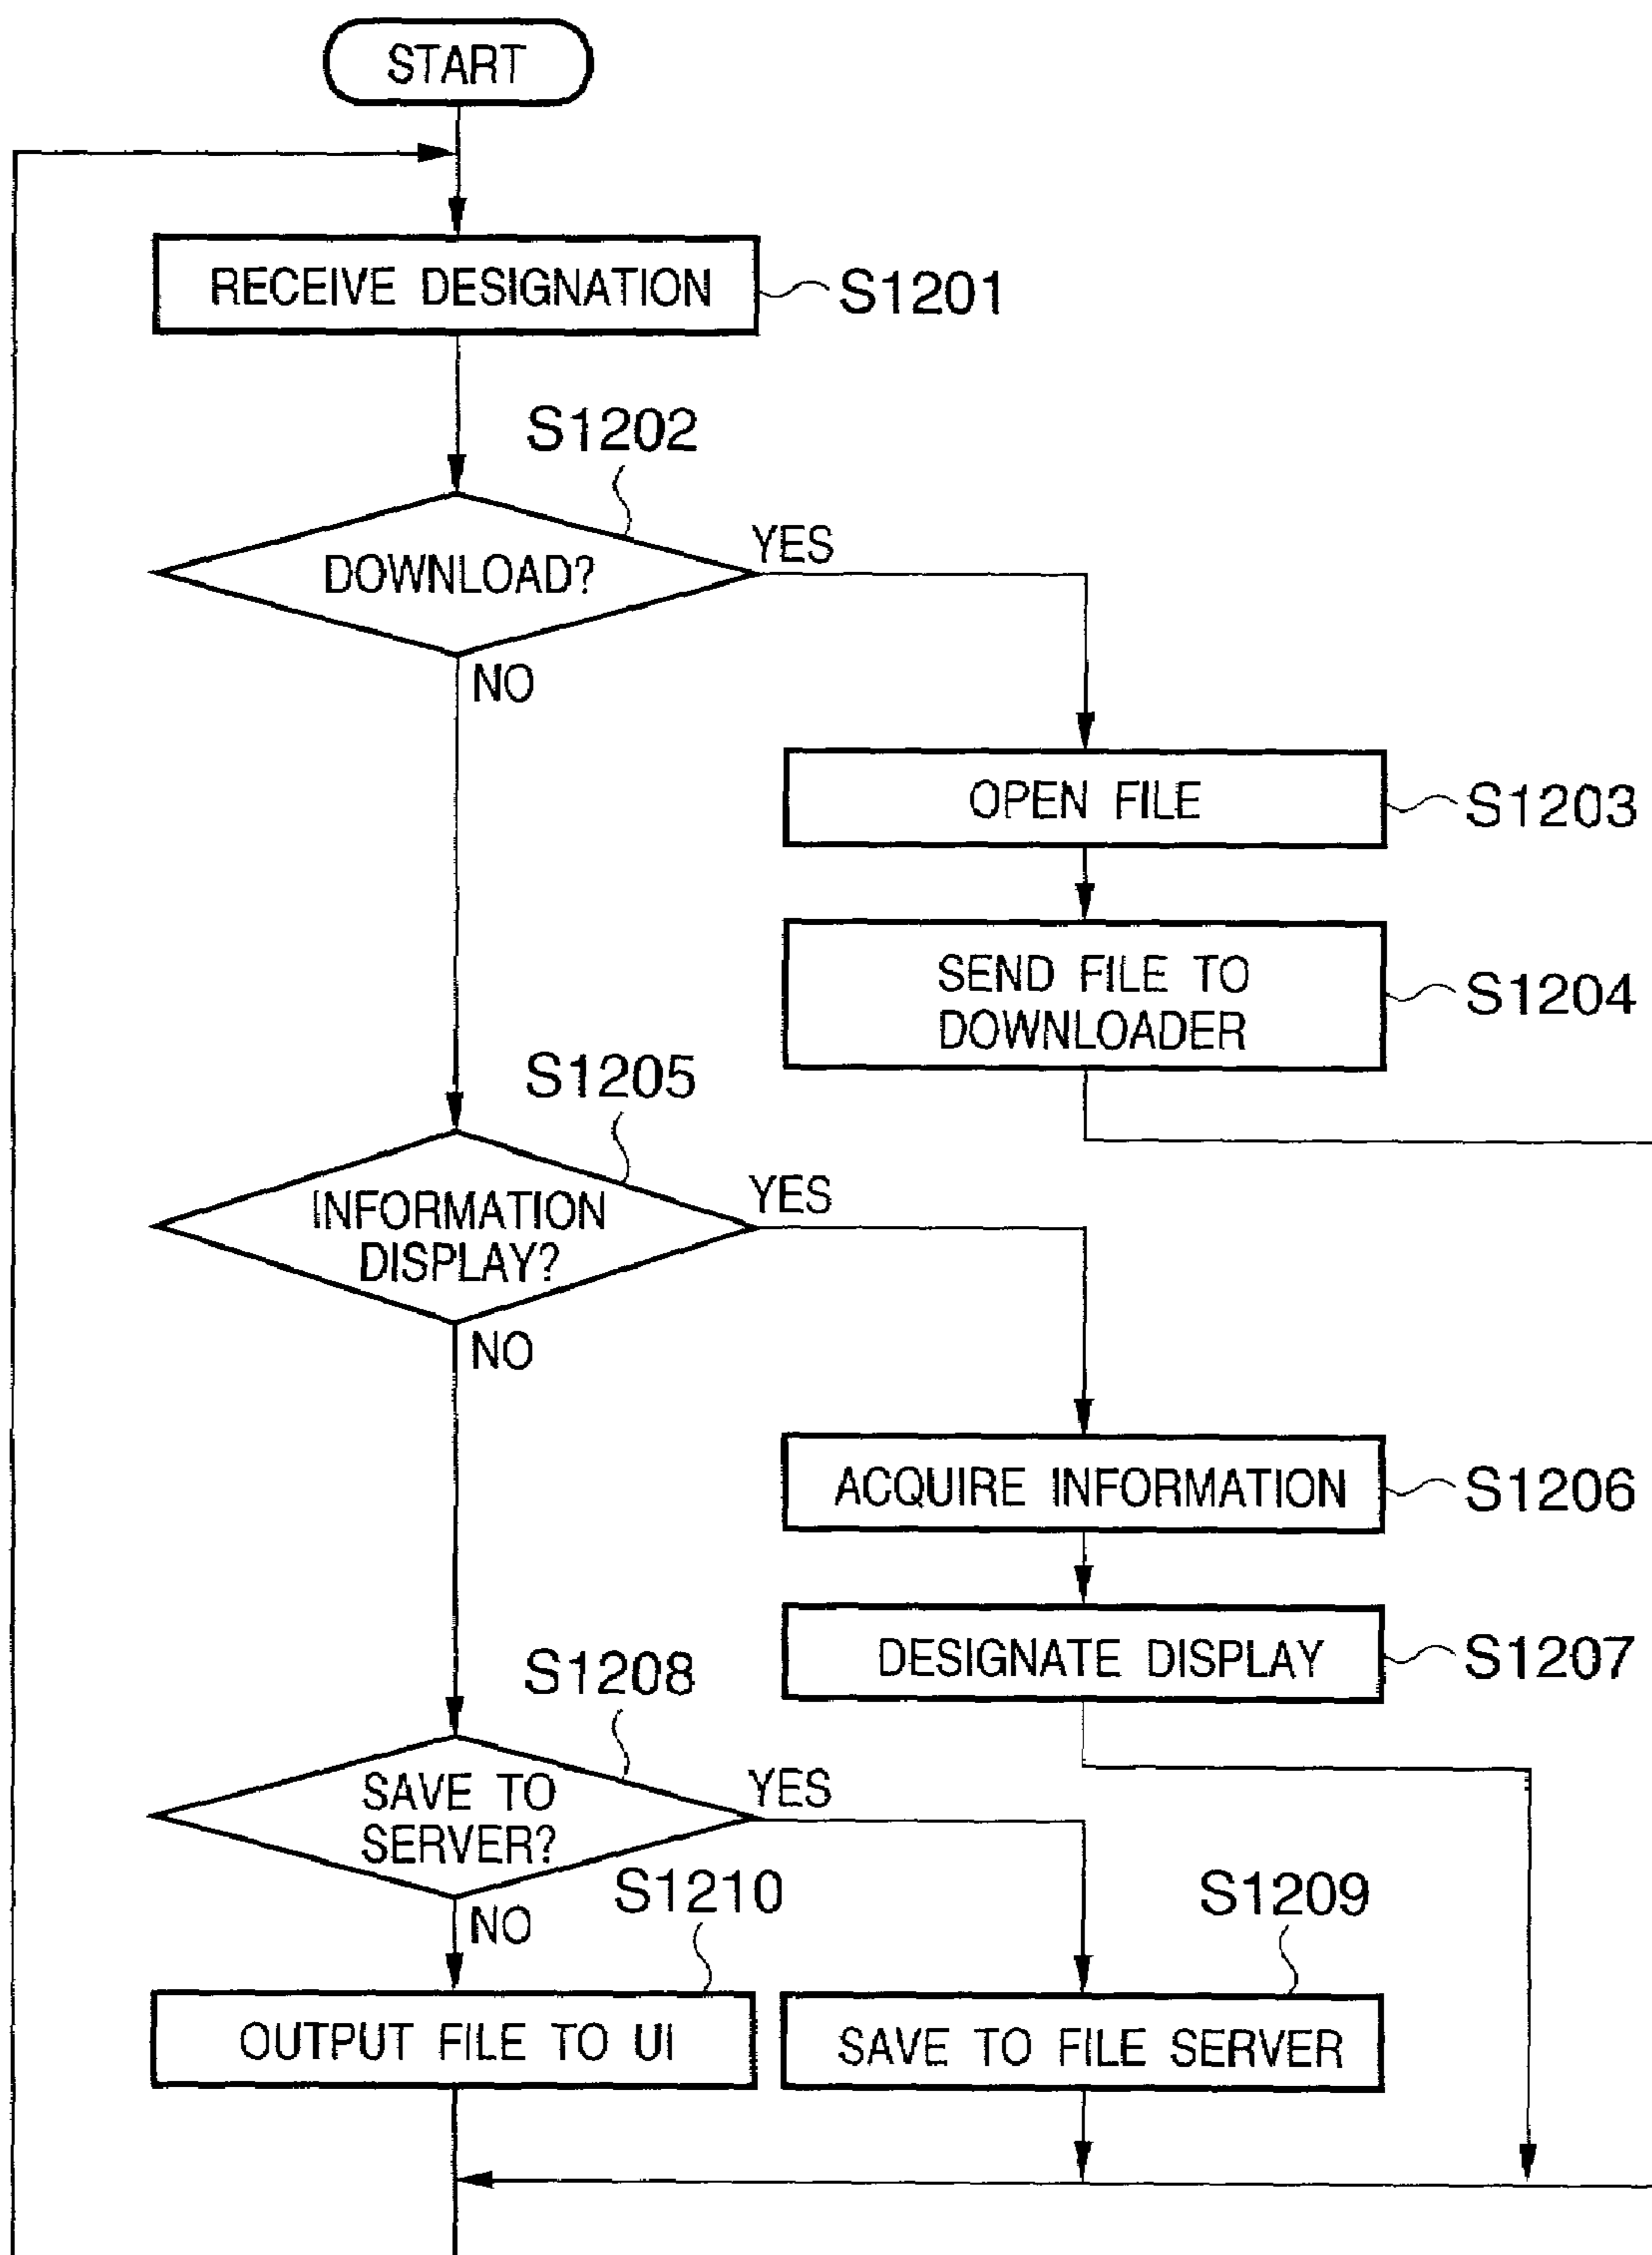 START
RECEIVE DESIGNATION
S1201
S1202
DOWNLOAD?
YES
NO
OPEN FILE
S1203
SEND FILE TO
DOWNLOADER
S1204
S1205
INFORMATION
DISPLAY?
YES
NO
ACQUIRE INFORMATION
S1206
DESIGNATE DISPLAY
S1207
S1208
SAVE TO
SERVER?
YES
NO
S1210
OUTPUT FILE TO UI
S1209
SAVE TO FILE SERVER